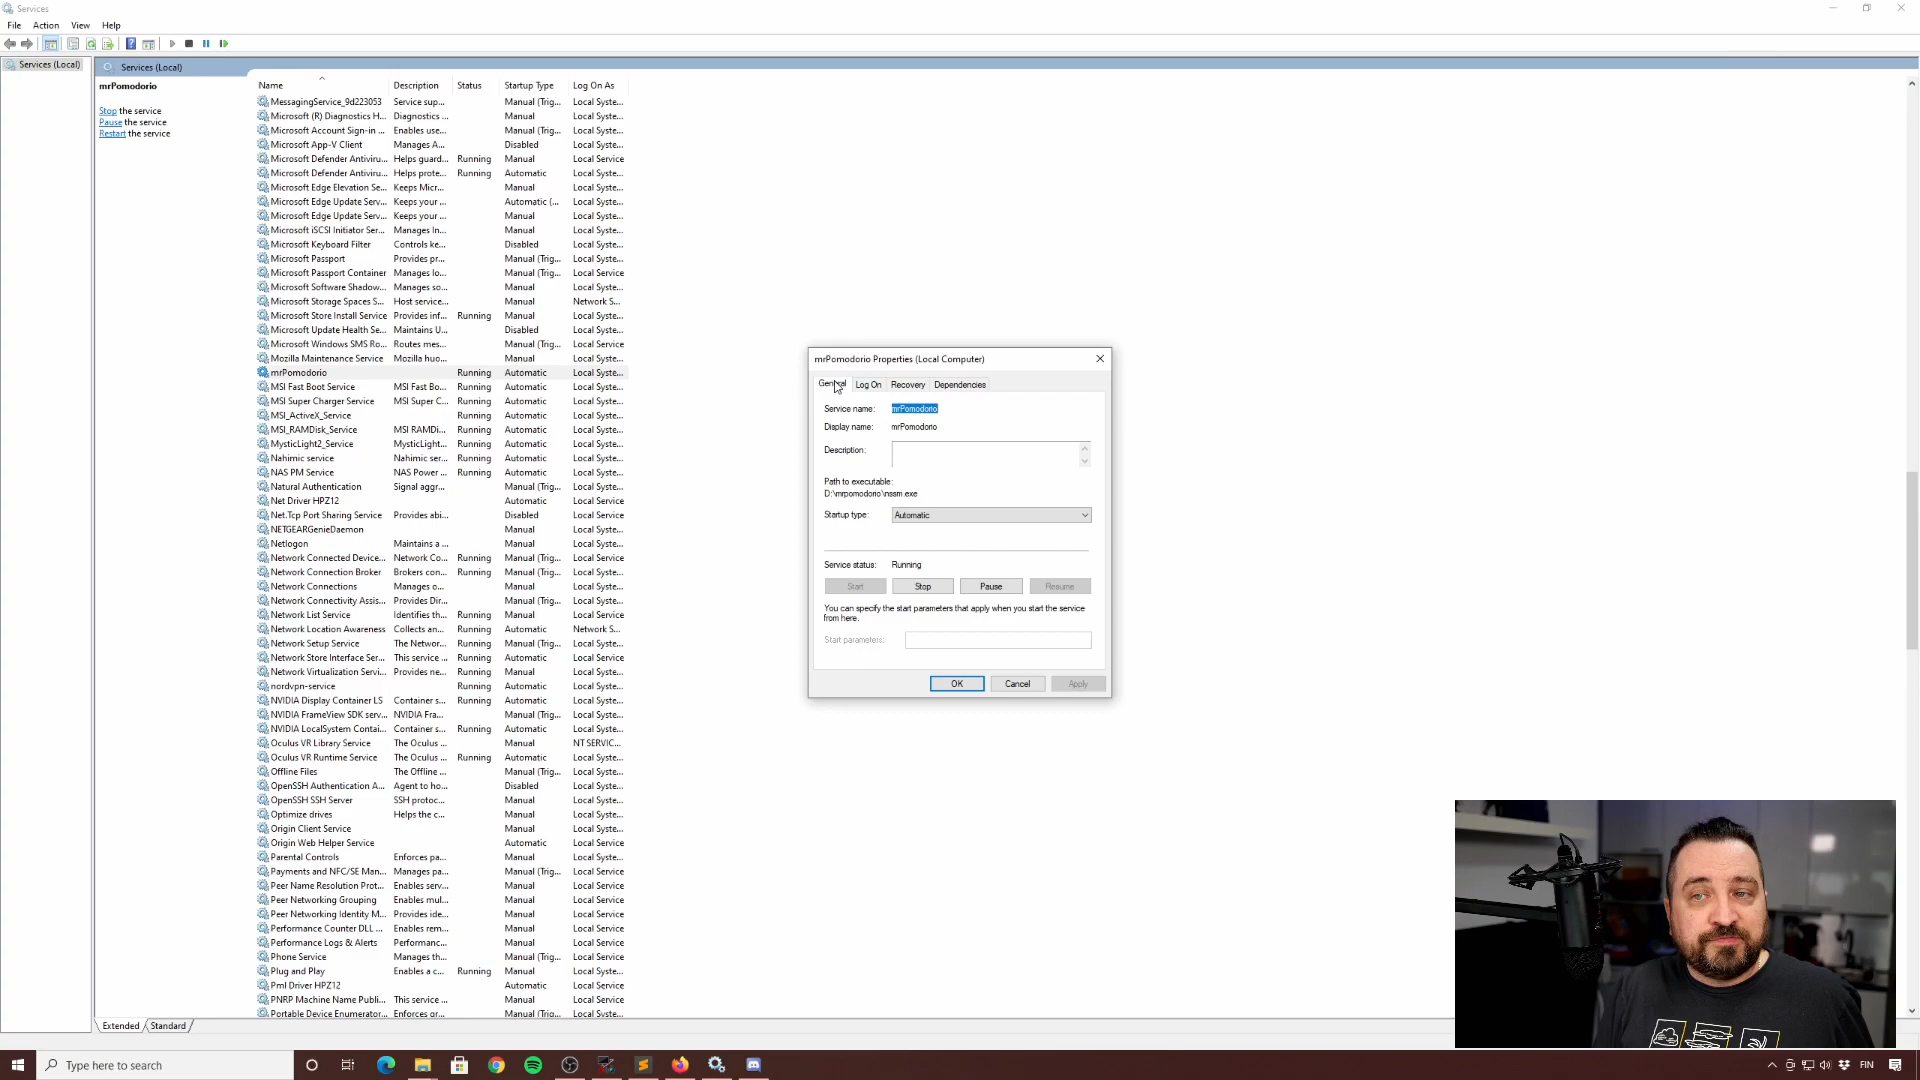 Services
File Action View Help
Services (Local)
Services (Local)
mrPomodorio
Stop the service
Pause the service
Restart the service
Name Description Status Startup Type Log On As
MessagingService_9d223053 Service sup... Manual (Trig... Local Syste...
Microsoft (R) Diagnostics H... Diagnostics ... Manual Local Syste...
Microsoft Account Sign-in ... Enables use... Manual (Trig... Local Syste...
Microsoft App-V Client Manages A... Disabled Local Syste...
Microsoft Defender Antiviru... Helps guard... Running Manual Local Service
Microsoft Defender Antiviru... Helps prote... Running Automatic Local Syste...
Microsoft Edge Elevation Se... Keeps Micr... Manual Local Syste...
Microsoft Edge Update Serv... Keeps your ... Automatic (... Local Syste...
Microsoft Edge Update Serv... Keeps your ... Manual Local Syste...
Microsoft iSCSI Initiator Ser... Manages In... Manual Local Syste...
Microsoft Keyboard Filter Controls ke... Disabled Local Syste...
Microsoft Passport Provides pr... Manual (Trig... Local Syste...
Microsoft Passport Container Manages lo... Manual (Trig... Local Service
Microsoft Software Shadow... Manages so... Manual Local Syste...
Microsoft Storage Spaces S... Host service... Manual Network S...
Microsoft Store Install Service Provides inf... Running Manual Local Syste...
Microsoft Update Health Se... Maintains U... Disabled Local Syste...
Microsoft Windows SMS Ro... Routes mes... Manual (Trig... Local Syste...
Mozilla Maintenance Service Mozilla huo... Manual Local Syste...
mrPomodorio Running Automatic Local Syste...
MSI Fast Boot Service MSI Fast Bo... Running Automatic Local Syste...
MSI Super Charger Service MSI Super C... Running Automatic Local Syste...
MSI_ActiveX_Service Running Automatic Local Syste...
MSI_RAMDisk_Service MSI RAMDi... Running Automatic Local Syste...
MysticLight2_Service MysticLight... Running Automatic Local Syste...
Nahimic service Nahimic ser... Running Automatic Local Syste...
NAS PM Service NAS Power ... Running Automatic Local Syste...
Natural Authentication Signal aggr... Manual (Trig... Local Syste...
Net Driver HPZ12 Automatic Local Service
Net.Tcp Port Sharing Service Provides abi... Disabled Local Service
NETGEARGenieDaemon Manual Local Syste...
Netlogon Maintains a ... Manual Local Syste...
Network Connected Device... Network Co... Running Manual (Trig... Local Service
Network Connection Broker Brokers con... Running Manual (Trig... Local Syste...
Network Connections Manages o... Manual Local Syste...
Network Connectivity Assis... Provides Dir... Manual (Trig... Local Syste...
Network List Service Identifies th... Running Manual Local Service
Network Location Awareness Collects an... Running Automatic Network S...
Network Setup Service The Networ... Running Manual (Trig... Local Syste...
Network Store Interface Ser... This service ... Running Automatic Local Service
Network Virtualization Servi... Provides ne... Running Manual Local Syste...
nordvpn-service Running Automatic Local Syste...
NVIDIA Display Container LS Container s... Running Automatic Local Syste...
NVIDIA FrameView SDK serv... NVIDIA Fra... Manual (Trig... Local Syste...
NVIDIA LocalSystem Contai... Container s... Running Automatic Local Syste...
Oculus VR Library Service The Oculus ... Manual NT SERVIC...
Oculus VR Runtime Service The Oculus ... Running Automatic Local Syste...
Offline Files The Offline ... Manual (Trig... Local Syste...
OpenSSH Authentication A... Agent to ho... Disabled Local Syste...
OpenSSH SSH Server SSH protoc... Manual Local Syste...
Optimize drives Helps the c... Manual Local Syste...
Origin Client Service Manual Local Syste...
Origin Web Helper Service Automatic Local Syste...
Parental Controls Enforces pa... Manual Local Syste...
Payments and NFC/SE Man... Manages pa... Manual (Trig... Local Service
Peer Name Resolution Prot... Enables serv... Manual Local Service
Peer Networking Grouping Enables mul... Manual Local Service
Peer Networking Identity M... Provides ide... Manual Local Service
Performance Counter DLL ... Enables rem... Manual Local Service
Performance Logs & Alerts Performanc... Manual Local Service
Phone Service Manages th... Manual (Trig... Local Service
Plug and Play Enables a c... Running Manual Local Syste...
Pml Driver HPZ12 Automatic Local Service
PNRP Machine Name Publi... This service ... Manual Local Service
Portable Device Enumerator... Enforces gr... Manual (Trig... Local Syste...
Extended Standard
mrPomodorio Properties (Local Computer)
General Log On Recovery Dependencies
Service name: mrPomodorio
Display name: mrPomodorio
Description:
Path to executable:
D:\mrpomodorio\nssm.exe
Startup type: Automatic
Service status: Running
Start Stop Pause Resume
You can specify the start parameters that apply when you start the service
from here.
Start parameters:
OK Cancel Apply
Type here to search
FIN